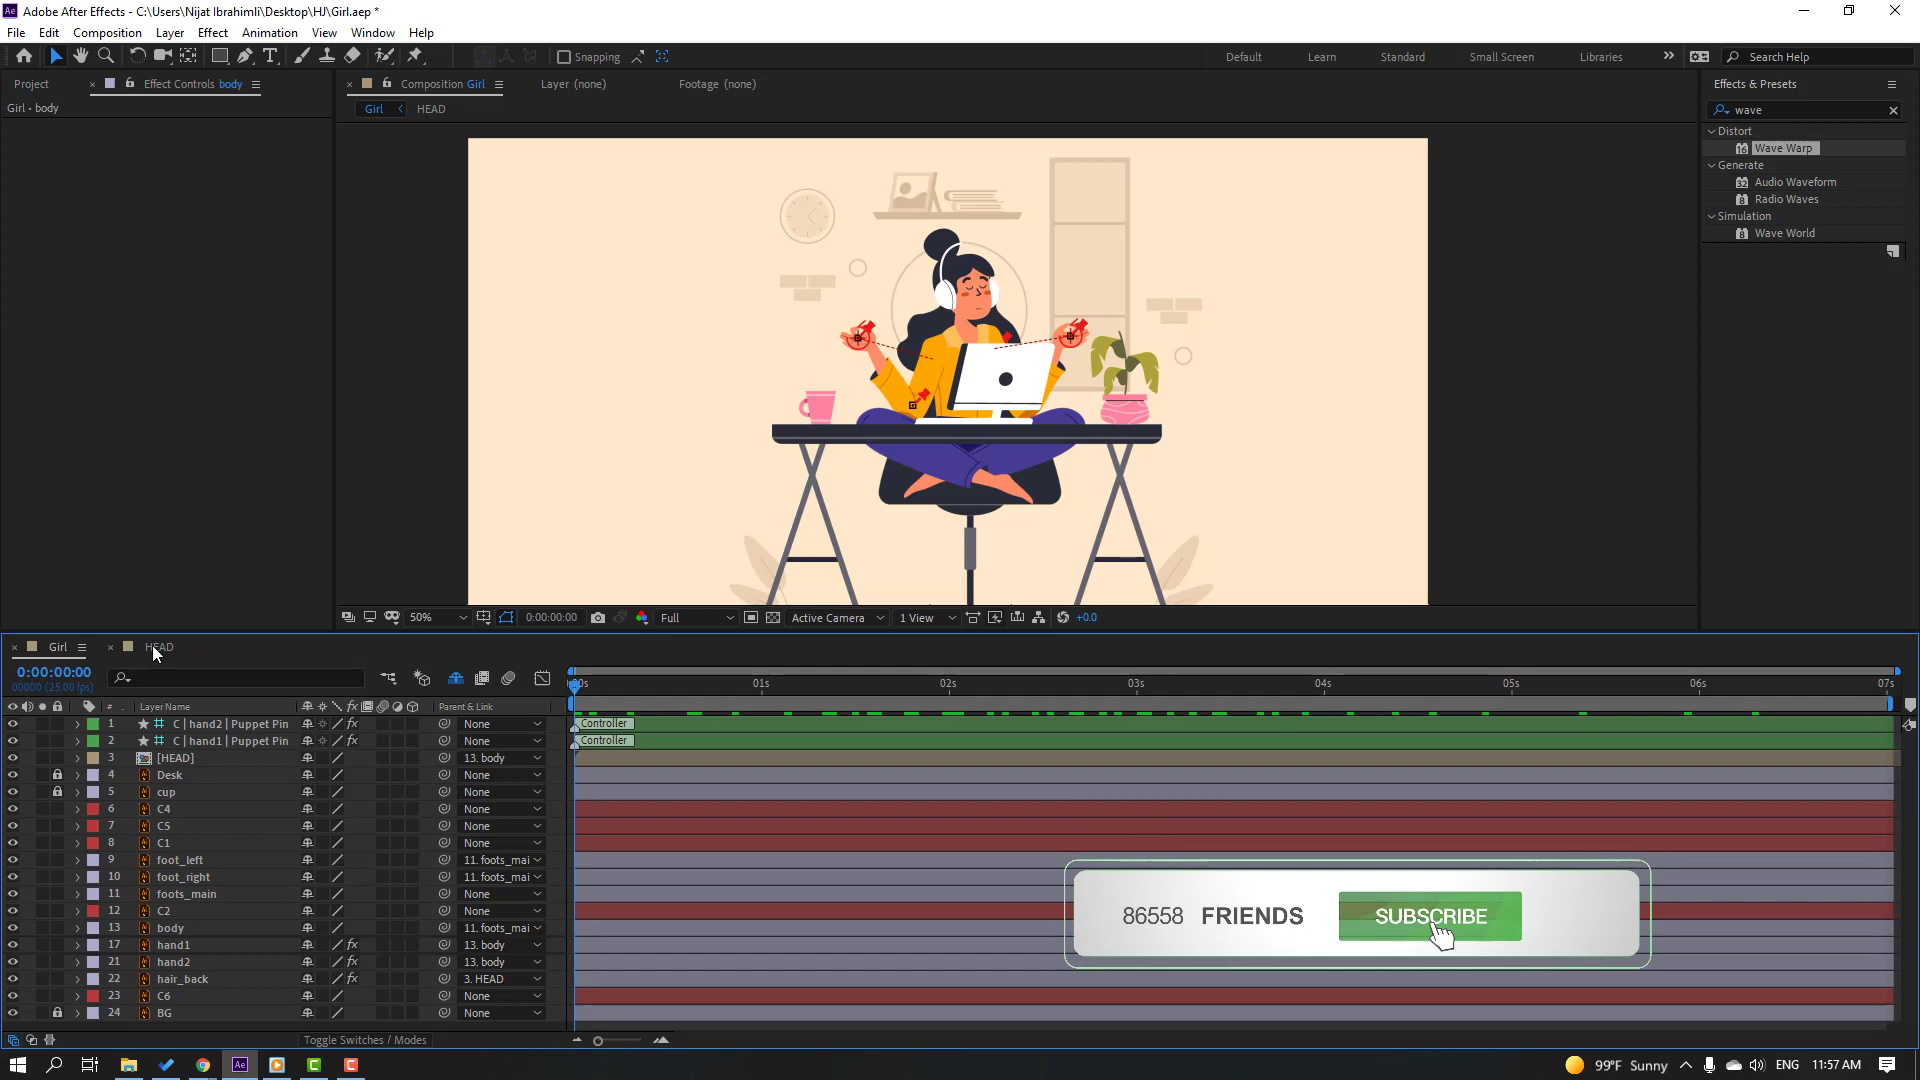 Adobe After Effects - C:\Users\Nijat Ibrahimli\Desktop\HJ\Girl.aep *
File Edit Composition Layer Effect Animation View Window Help
Snapping Default Learn Standard Small Screen Libraries Search Help
Project Effect Controls body Composition Girl Layer (none) Footage (none) Effects & Presets
Girl • body Girl HEAD wave
Distort
Wave Warp
Generate
Audio Waveform
Radio Waves
Simulation
Wave World
50% 0:00:00:00 Full Active Camera 1 View +0.0
Girl HEAD
0:00:00:00
00000 (25.00 fps)
01s 02s 03s 04s 05s 06s 07s
# Layer Name Parent & Link
1 C | hand2 | Puppet Pin None Controller
2 C | hand1 | Puppet Pin None Controller
3 [HEAD] 13. body
4 Desk None
5 cup None
6 C4 None
7 C5 None
8 C1 None
9 foot_left 11. foots_mai
10 foot_right 11. foots_mai
11 foots_main None
12 C2 None
13 body 11. foots_mai
17 hand1 13. body
21 hand2 13. body
22 hair_back 3. HEAD
23 C6 None
24 BG None
86558 FRIENDS SUBSCRIBE
Toggle Switches / Modes
99°F Sunny ENG 11:57 AM